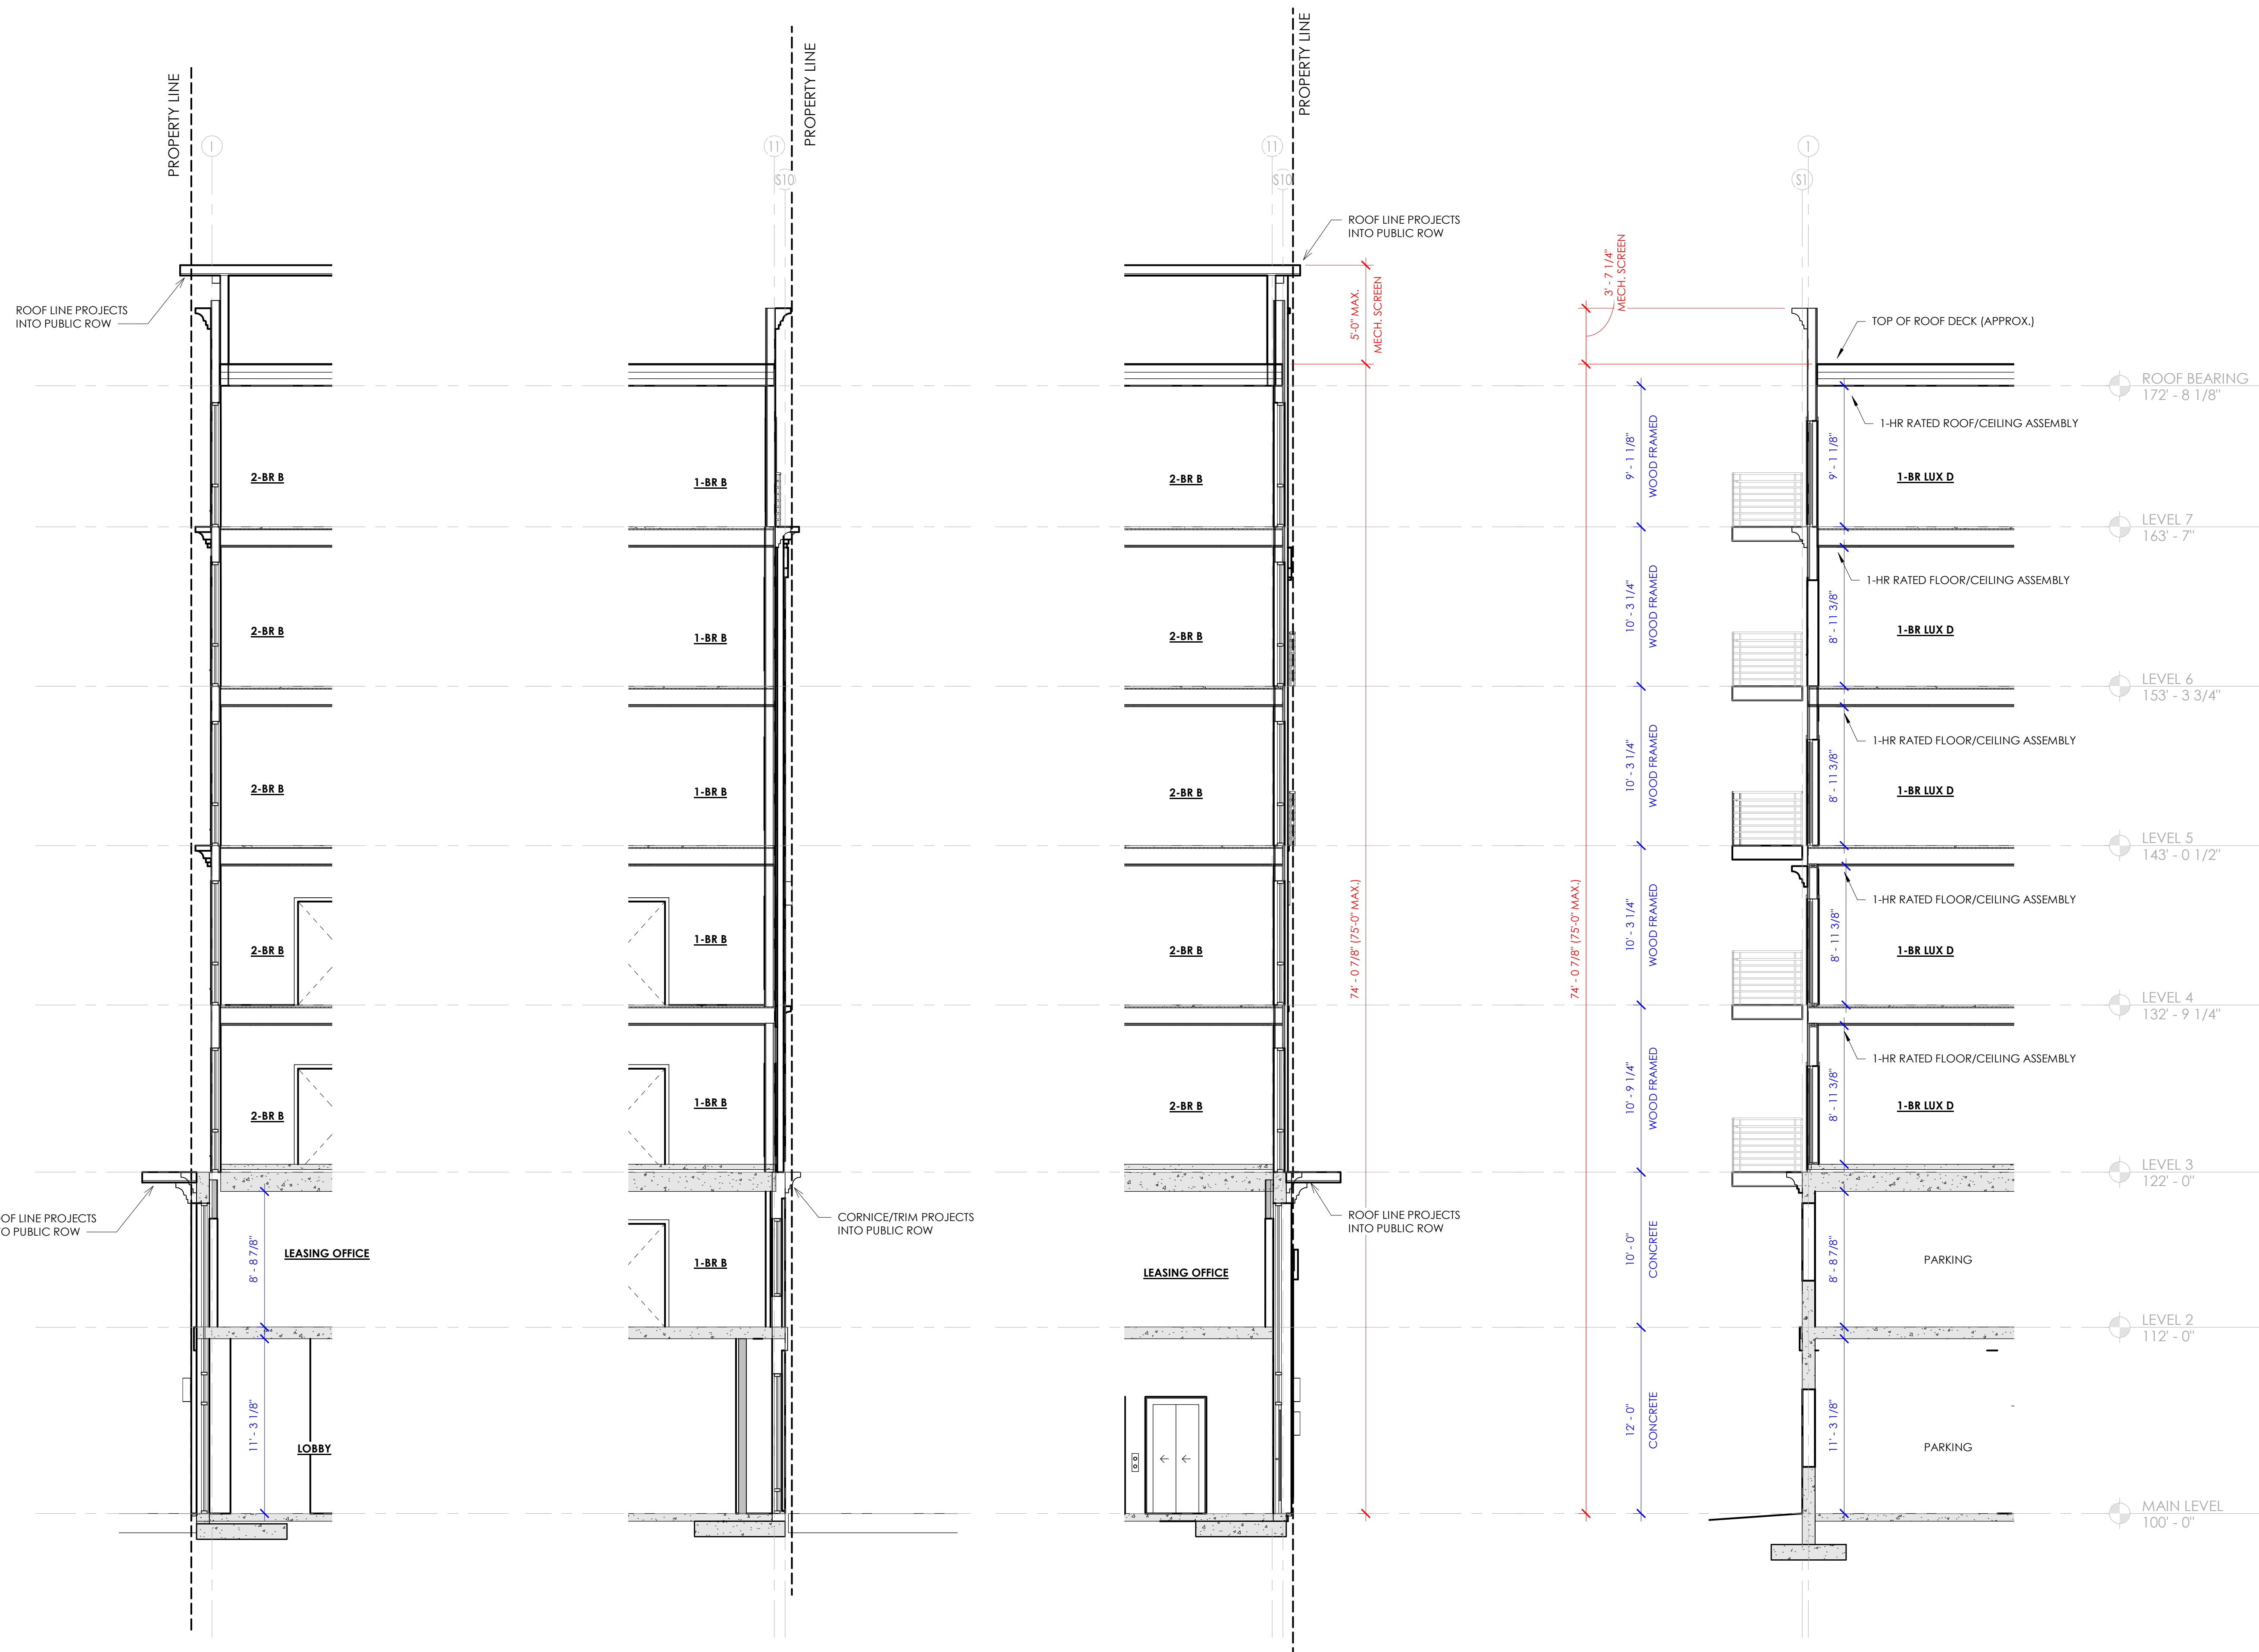 PROPERTY LINE
PROPERTY LINE
PROPERTY LINE
1
11
S10
11
S10
1
S1
ROOF LINE PROJECTS
INTO PUBLIC ROW
2-BR B
2-BR B
2-BR B
2-BR B
2-BR B
OF LINE PROJECTS
O PUBLIC ROW
8' - 8 7/8"
LEASING OFFICE
11' - 3 1/8"
LOBBY
1-BR B
1-BR B
1-BR B
1-BR B
1-BR B
1-BR B
CORNICE/TRIM PROJECTS
INTO PUBLIC ROW
ROOF LINE PROJECTS
INTO PUBLIC ROW
5'-0" MAX.
MECH. SCREEN
2-BR B
2-BR B
2-BR B
2-BR B
2-BR B
74' - 0 7/8" (75'-0" MAX.)
ROOF LINE PROJECTS
INTO PUBLIC ROW
LEASING OFFICE
3' - 7 1/4"
MECH. SCREEN
74' - 0 7/8" (75'-0" MAX.)
9' - 1 1/8"
WOOD FRAMED
10' - 3 1/4"
WOOD FRAMED
10' - 3 1/4"
WOOD FRAMED
10' - 3 1/4"
WOOD FRAMED
10' - 9 1/4"
WOOD FRAMED
10' - 0"
CONCRETE
12' - 0"
CONCRETE
TOP OF ROOF DECK (APPROX.)
1-HR RATED ROOF/CEILING ASSEMBLY
9' - 1 1/8"
1-BR LUX D
1-HR RATED FLOOR/CEILING ASSEMBLY
8' - 11 3/8"
1-BR LUX D
1-HR RATED FLOOR/CEILING ASSEMBLY
8' - 11 3/8"
1-BR LUX D
1-HR RATED FLOOR/CEILING ASSEMBLY
8' - 11 3/8"
1-BR LUX D
1-HR RATED FLOOR/CEILING ASSEMBLY
8' - 11 3/8"
1-BR LUX D
8' - 8 7/8"
PARKING
11' - 3 1/8"
PARKING
ROOF BEARING
172' - 8 1/8"
LEVEL 7
163' - 7"
LEVEL 6
153' - 3 3/4"
LEVEL 5
143' - 0 1/2"
LEVEL 4
132' - 9 1/4"
LEVEL 3
122' - 0"
LEVEL 2
112' - 0"
MAIN LEVEL
100' - 0"